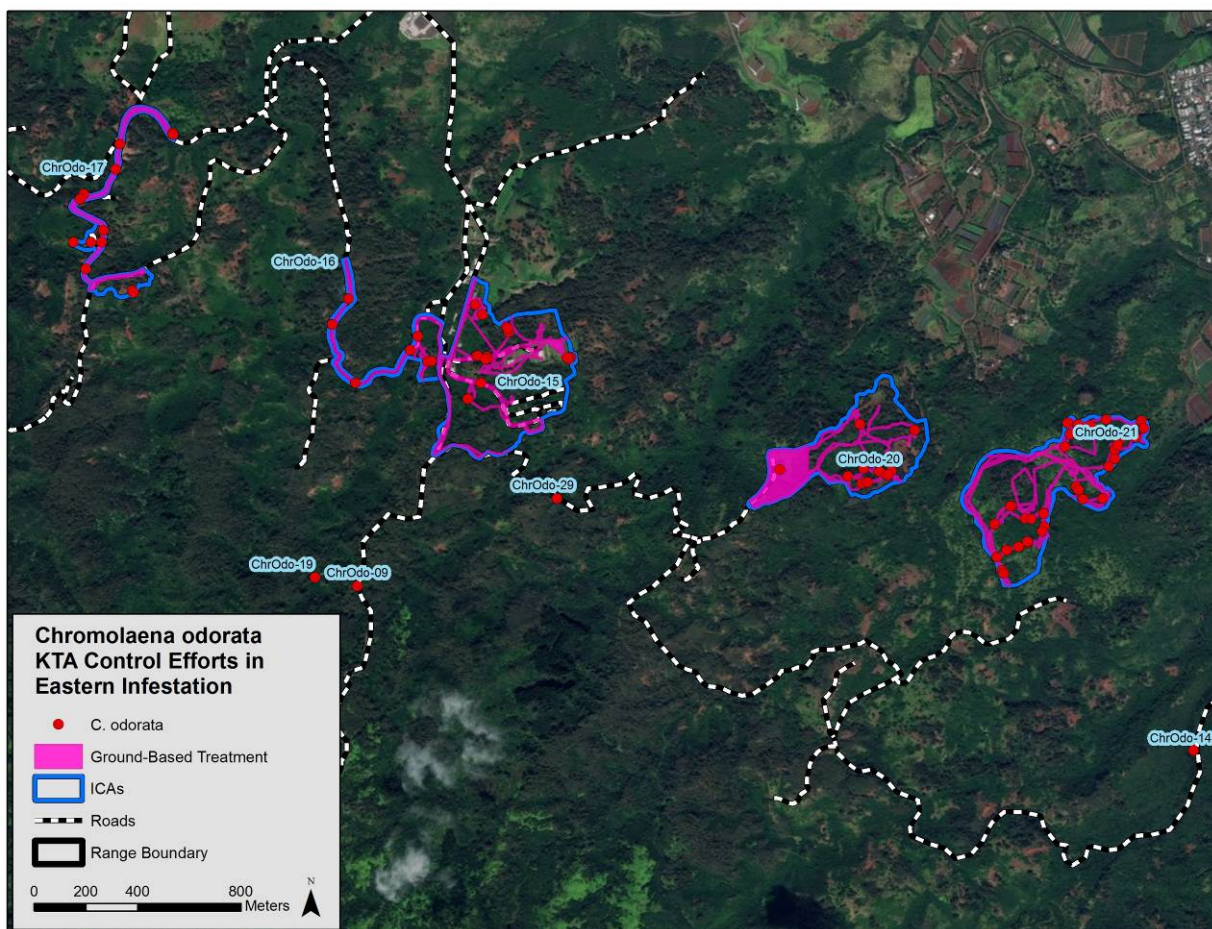 ChrOdo-17
ChrOdo-16
ChrOdo-15
ChrOdo-21
ChrOdo-20
ChrOdo-29
ChrOdo-19
ChrOdo-09
ChrOdo-14
Chromolaena odorata
KTA Control Efforts in
Eastern Infestation
C. odorata
Ground-Based Treatment
ICAs
Roads
Range Boundary
0 200 400 800
Meters
N